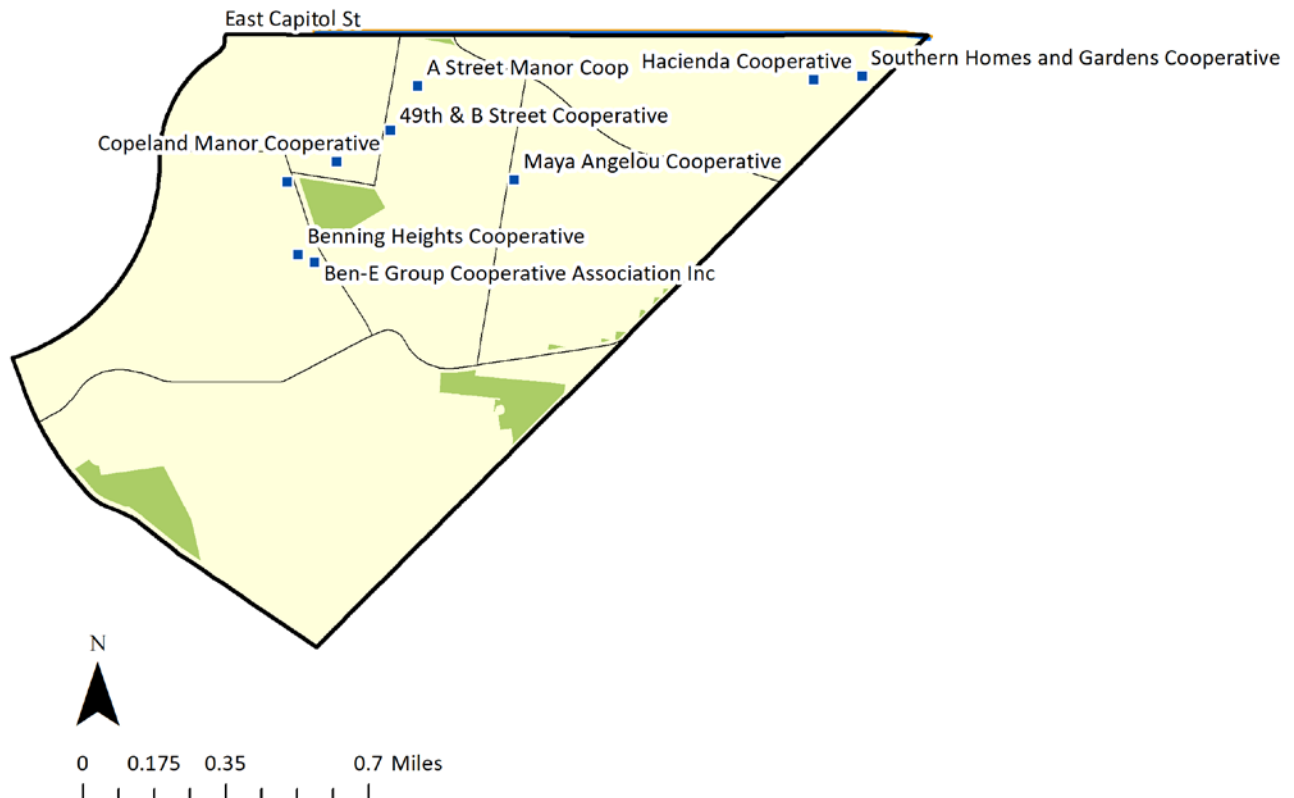 East Capitol St
Hacienda Cooperative
Southern Homes and Gardens Cooperative
A Street Manor Coop
49th & B Street Cooperative
Copeland Manor Cooperative
Maya Angelou Cooperative
Benning Heights Cooperative
Ben-E Group Cooperative Association Inc
N
0 0.175 0.35 0.7 Miles